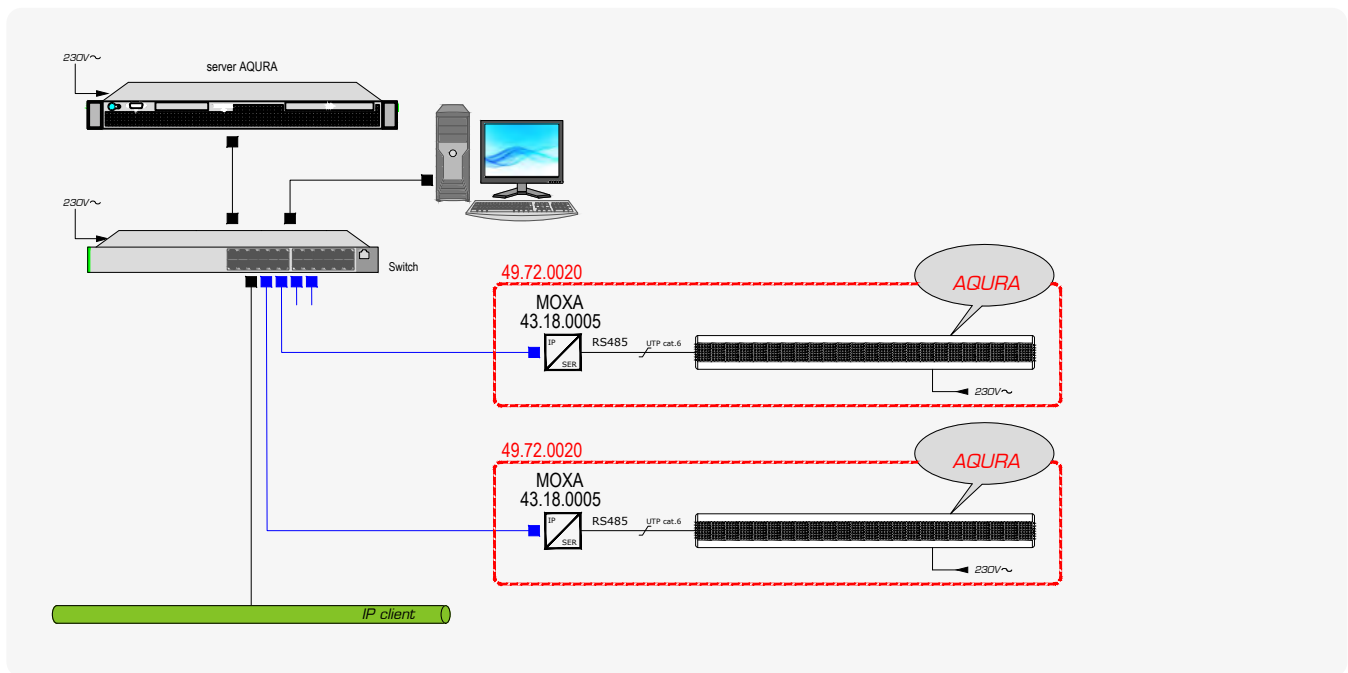 230V~
server AQURA
230V~
Switch
49.72.0020
AQURA
MOXA
43.18.0005
IP
SER
RS485
UTP cat.6
230V~
49.72.0020
AQURA
MOXA
43.18.0005
IP
SER
RS485
UTP cat.6
230V~
IP client